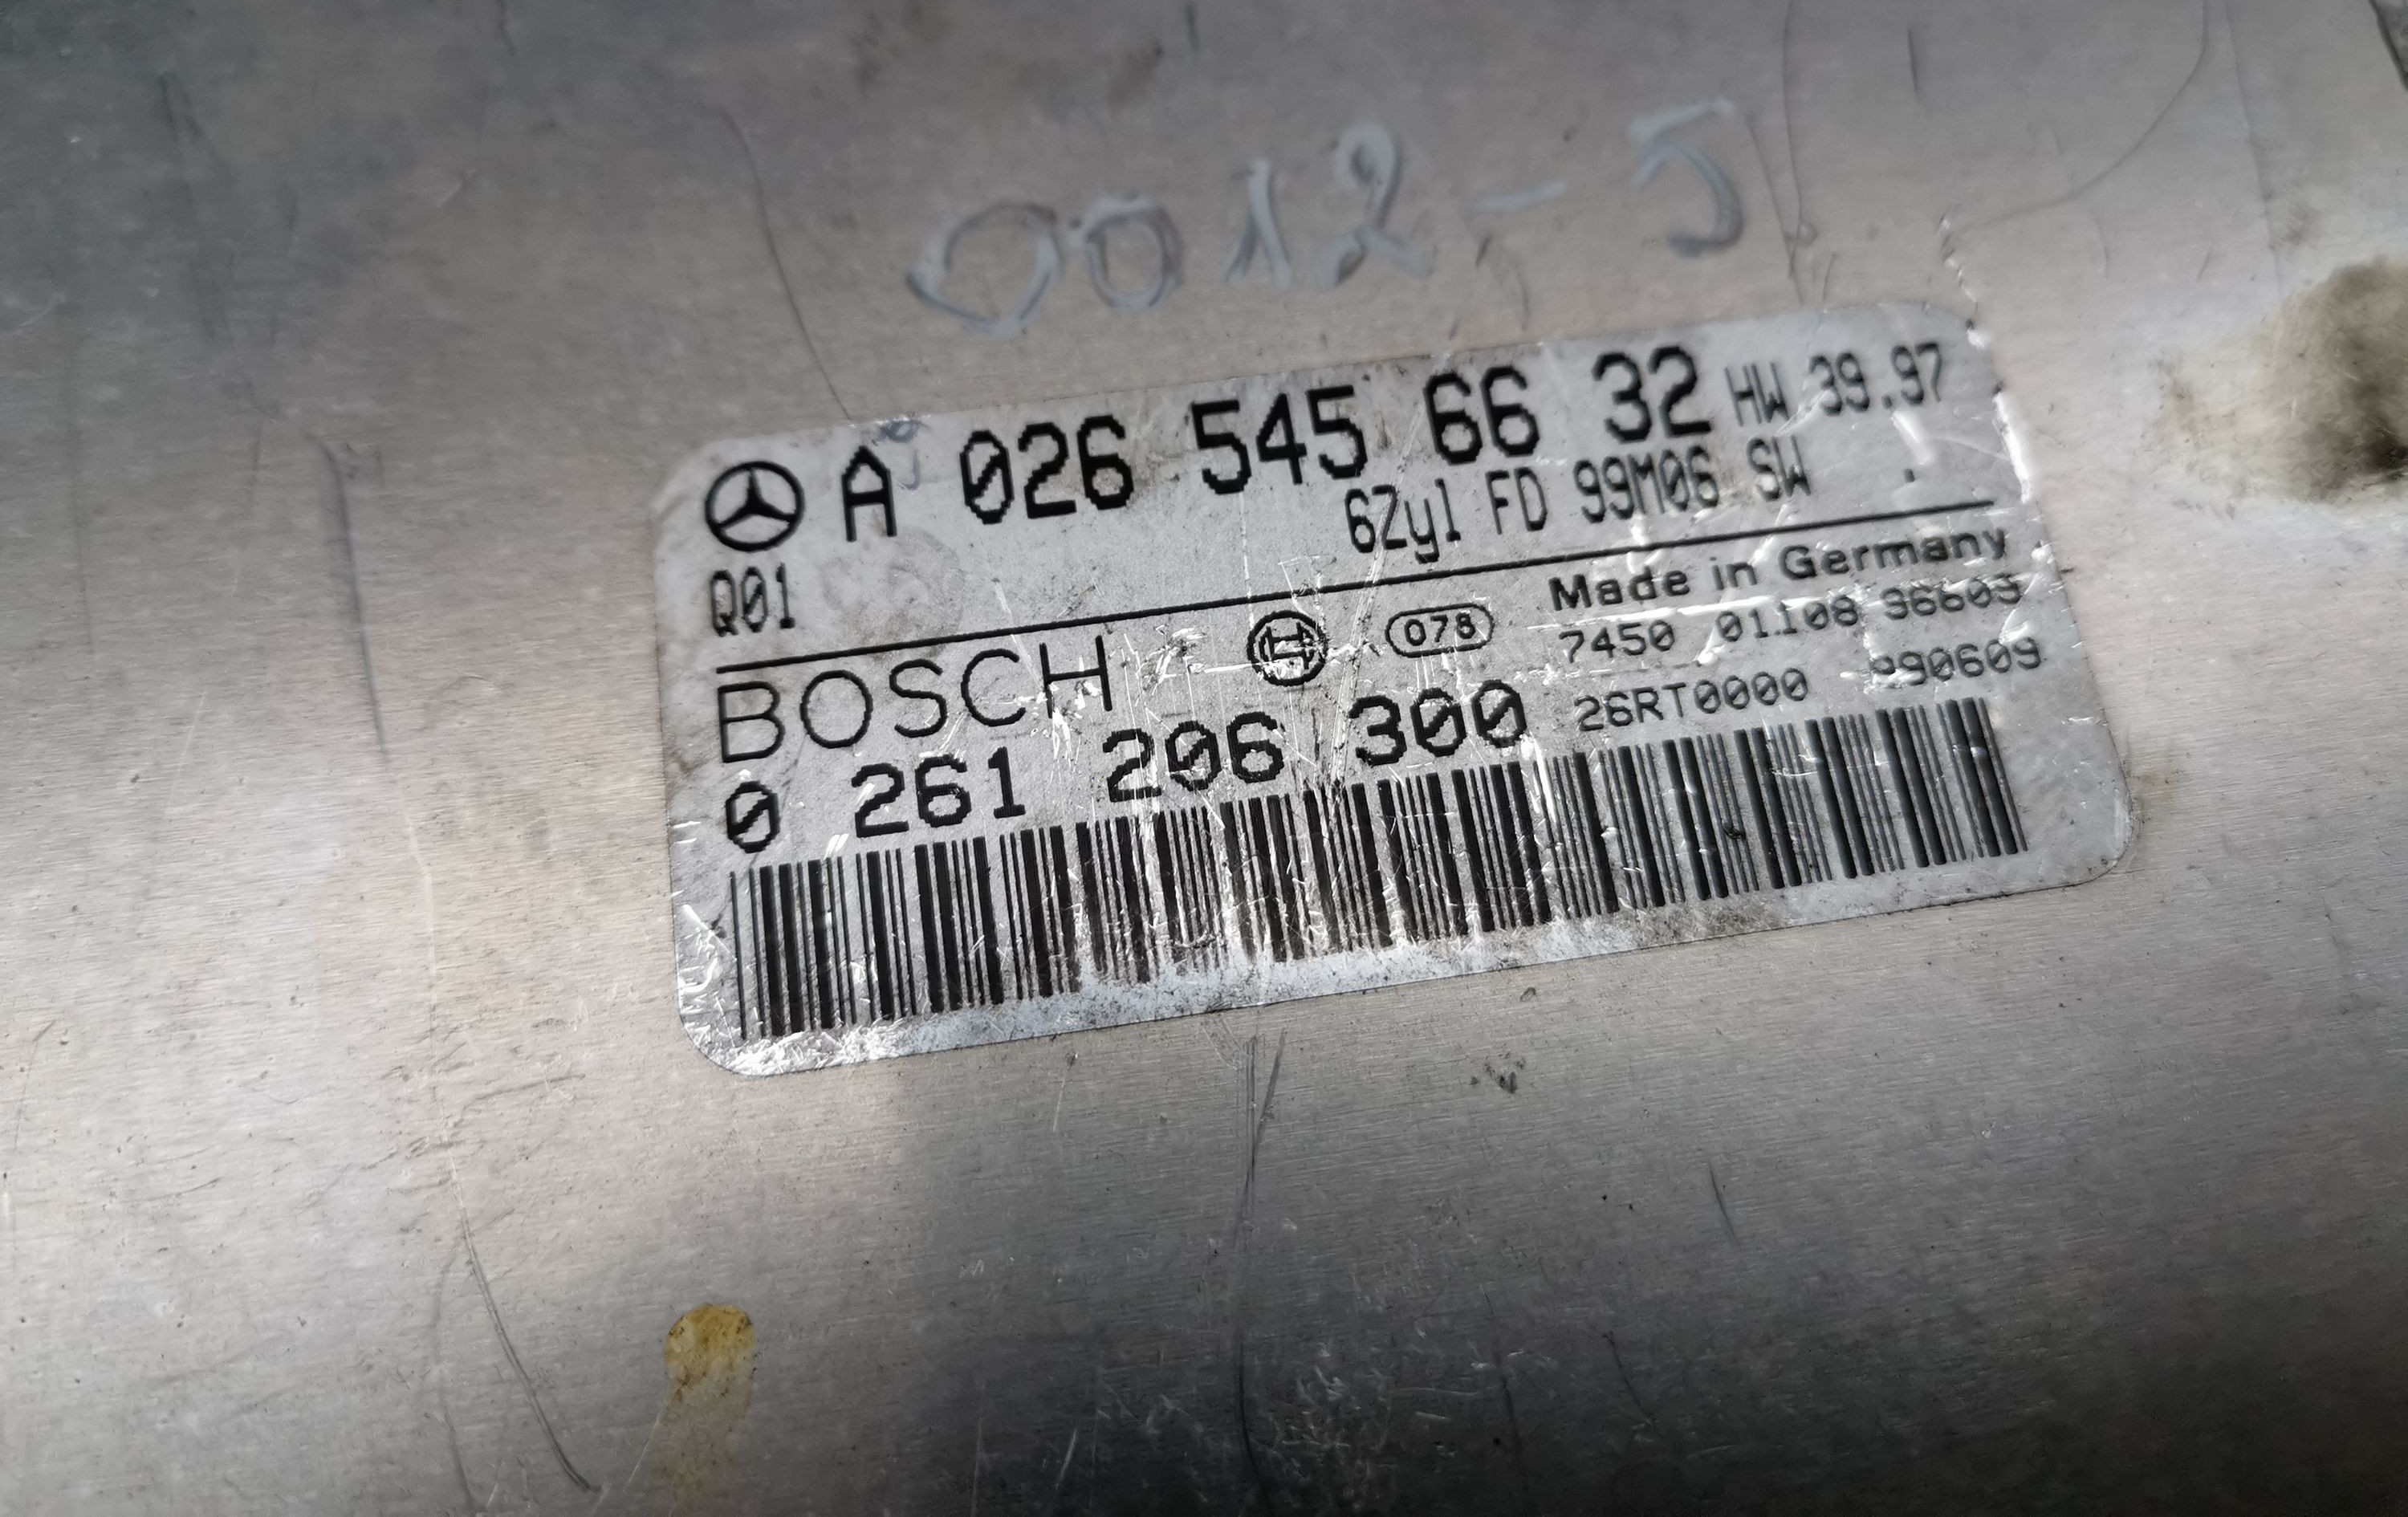 0012-5
A 026 545 66 32 HW 39.97
6Zyl FD 99M06 SW .
Q01
Made in Germany
BOSCH 078 7450 01108 96603
0 261 206 300 26RT0000 990609